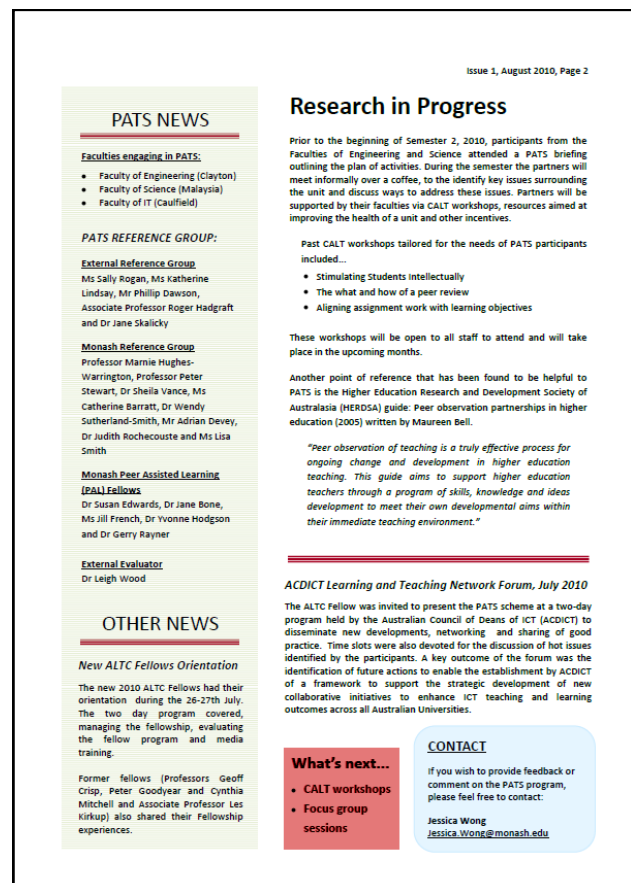 Issue 1, August 2010, Page 2
PATS NEWS
Faculties engaging in PATS:
• Faculty of Engineering (Clayton)
• Faculty of Science (Malaysia)
• Faculty of IT (Caulfield)
PATS REFERENCE GROUP:
External Reference Group
Ms Sally Rogan, Ms Katherine
Lindsay, Mr Phillip Dawson,
Associate Professor Roger Hadgraft
and Dr Jane Skalicky
Monash Reference Group
Professor Marnie Hughes-
Warrington, Professor Peter
Stewart, Dr Sheila Vance, Ms
Catherine Barratt, Dr Wendy
Sutherland-Smith, Mr Adrian Devey,
Dr Judith Rochecouste and Ms Lisa
Smith
Monash Peer Assisted Learning
(PAL) Fellows
Dr Susan Edwards, Dr Jane Bone,
Ms Jill French, Dr Yvonne Hodgson
and Dr Gerry Rayner
External Evaluator
Dr Leigh Wood
OTHER NEWS
New ALTC Fellows Orientation
The new 2010 ALTC Fellows had their
orientation during the 26-27th July.
The two day program covered,
managing the fellowship, evaluating
the fellow program and media
training.
Former fellows (Professors Geoff
Crisp, Peter Goodyear and Cynthia
Mitchell and Associate Professor Les
Kirkup) also shared their Fellowship
experiences.
Research in Progress
Prior to the beginning of Semester 2, 2010, participants from the
Faculties of Engineering and Science attended a PATS briefing
outlining the plan of activities. During the semester the partners will
meet informally over a coffee, to the identify key issues surrounding
the unit and discuss ways to address these issues. Partners will be
supported by their faculties via CALT workshops, resources aimed at
improving the health of a unit and other incentives.
Past CALT workshops tailored for the needs of PATS participants
included...
• Stimulating Students Intellectually
• The what and how of a peer review
• Aligning assignment work with learning objectives
These workshops will be open to all staff to attend and will take
place in the upcoming months.
Another point of reference that has been found to be helpful to
PATS is the Higher Education Research and Development Society of
Australasia (HERDSA) guide: Peer observation partnerships in higher
education (2005) written by Maureen Bell.
"Peer observation of teaching is a truly effective process for
ongoing change and development in higher education
teaching. This guide aims to support higher education
teachers through a program of skills, knowledge and ideas
development to meet their own developmental aims within
their immediate teaching environment."
ACDICT Learning and Teaching Network Forum, July 2010
The ALTC Fellow was invited to present the PATS scheme at a two-day
program held by the Australian Council of Deans of ICT (ACDICT) to
disseminate new developments, networking and sharing of good
practice. Time slots were also devoted for the discussion of hot issues
identified by the participants. A key outcome of the forum was the
identification of future actions to enable the establishment by ACDICT
of a framework to support the strategic development of new
collaborative initiatives to enhance ICT teaching and learning
outcomes across all Australian Universities.
What's next...
• CALT workshops
• Focus group
sessions
CONTACT
If you wish to provide feedback or
comment on the PATS program,
please feel free to contact:
Jessica Wong
Jessica.Wong@monash.edu